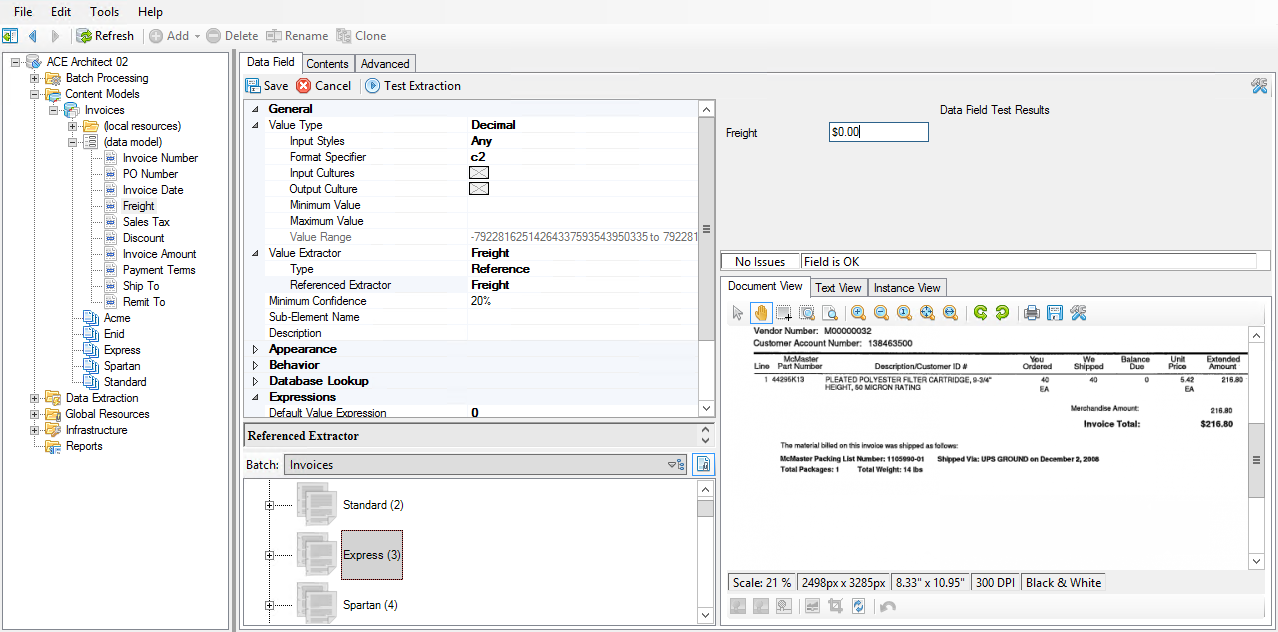 File Edit Tools Help
Refresh Add Delete Rename Clone
ACE Architect 02
Batch Processing
Content Models
Invoices
(local resources)
(data model)
Invoice Number
PO Number
Invoice Date
Freight
Sales Tax
Discount
Invoice Amount
Payment Terms
Ship To
Remit To
Acme
Enid
Express
Spartan
Standard
Data Extraction
Global Resources
Infrastructure
Reports
Data Field Contents Advanced
Save Cancel Test Extraction
General
Value Type Decimal
Input Styles Any
Format Specifier c2
Input Cultures
Output Culture
Minimum Value
Maximum Value
Value Range -79228162514264337593543950335 to 792281
Value Extractor Freight
Type Reference
Referenced Extractor Freight
Minimum Confidence 20%
Sub-Element Name
Description
Appearance
Behavior
Database Lookup
Expressions
Default Value Expression 0
Referenced Extractor
Batch: Invoices
Standard (2)
Express (3)
Spartan (4)
Data Field Test Results
Freight $0.00
No Issues Field is OK
Document View Text View Instance View
Vendor Number: M00000032
Customer Account Number: 138463500
McMaster You We Balance Unit Extended
Line Part Number Description/Customer ID # Ordered Shipped Due Price Amount
1 44295K13 PLEATED POLYESTER FILTER CARTRIDGE, 9-3/4" 40 40 0 5.42 216.80
HEIGHT, 50 MICRON RATING EA EA
Merchandise Amount: 216.80
Invoice Total: $216.80
The material billed on this invoice was shipped as follows:
McMaster Packing List Number: 1105990-01 Shipped Via: UPS GROUND on December 2, 2008
Total Packages: 1 Total Weight: 14 lbs
Scale: 21 % 2498px x 3285px 8.33" x 10.95" 300 DPI Black & White